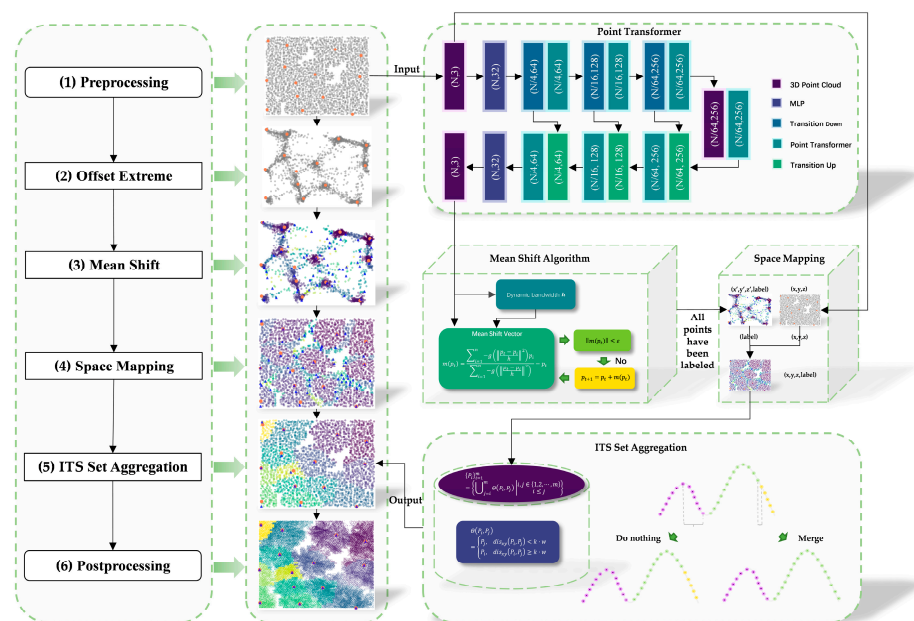 (1) Preprocessing
(2) Offset Extreme
(3) Mean Shift
(4) Space Mapping
(5) ITS Set Aggregation
(6) Postprocessing
Input
Output
Point Transformer
(N,3)
(N,32)
(N/4,64)
(N/4,64)
(N/16,128)
(N/16,128)
(N/64,256)
(N/64,256)
(N/64,256)
(N/64,256)
(N,3)
(N,32)
(N/4,64)
(N/4,64)
(N/16,128)
(N/16,128)
(N/64,256)
(N/64,256)
3D Point Cloud
MLP
Transition Down
Point Transformer
Transition Up
Mean Shift Algorithm
Dynamic Bandwidth h
Mean Shift Vector
‖m(pₜ)‖ < ε
No
pₜ₊₁ = pₜ + m(pₜ)
All
points
have
been
labeled
Space Mapping
(x',y',z',label)
(x,y,z)
(label)
(x,y,z)
(x,y,z,label)
ITS Set Aggregation
Do nothing
Merge